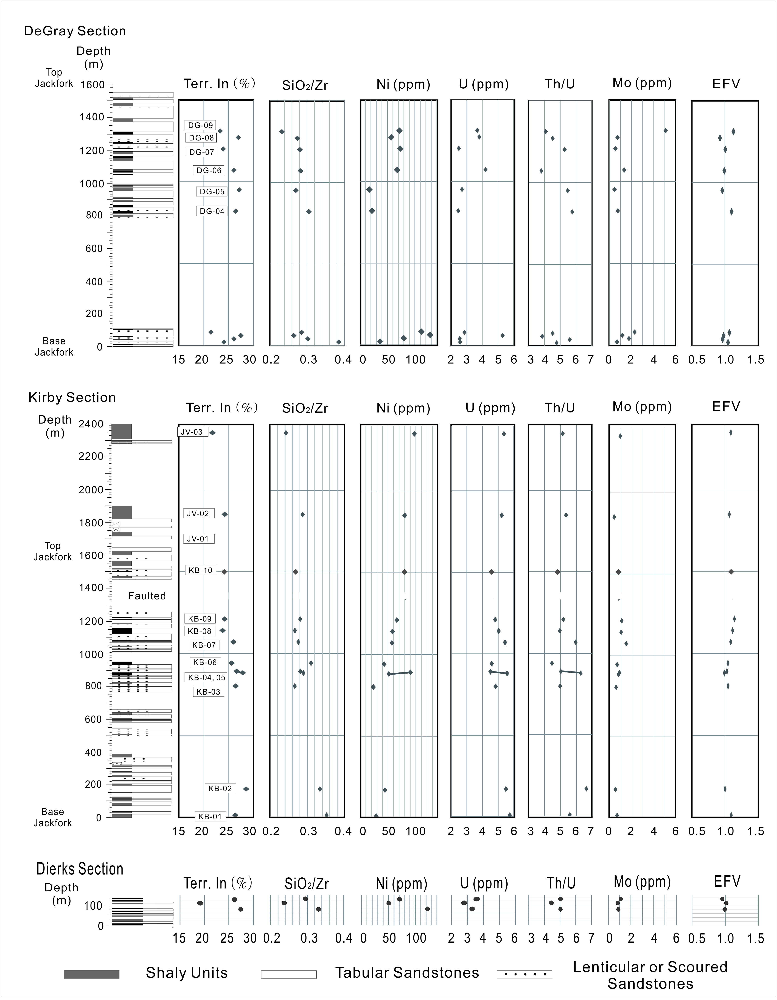 DeGray Section
Depth
(m)
Top
Jackfork
Terr. In (%) SiO2/Zr Ni (ppm) U (ppm) Th/U Mo (ppm) EFV
1600
1400
1200
1000
800
600
400
200
0
DG-09
DG-08
DG-07
DG-06
DG-05
DG-04
Base
Jackfork
15 20 25 30 0.2 0.3 0.4 0 50 100 2 3 4 5 6 3 4 5 6 7 0 2 4 6 0.5 1.0 1.5
Kirby Section
Depth
(m)
Terr. In (%) SiO2/Zr Ni (ppm) U (ppm) Th/U Mo (ppm) EFV
2400
2200
2000
1800
Top
Jackfork
1600
1400
Faulted
1200
1000
800
600
400
200
0
JV-03
JV-02
JV-01
KB-10
KB-09
KB-08
KB-07
KB-06
KB-04, 05
KB-03
KB-02
KB-01
Base
Jackfork
15 20 25 30 0.2 0.3 0.4 0 50 100 2 3 4 5 6 3 4 5 6 7 0 2 4 6 0.5 1.0 1.5
Dierks Section
Depth
(m)
Terr. In (%) SiO2/Zr Ni (ppm) U (ppm) Th/U Mo (ppm) EFV
100
0
15 20 25 30 0.2 0.3 0.4 0 50 100 2 3 4 5 6 3 4 5 6 7 0 2 4 6 0.5 1.0 1.5
Shaly Units
Tabular Sandstones
Lenticular or Scoured
Sandstones